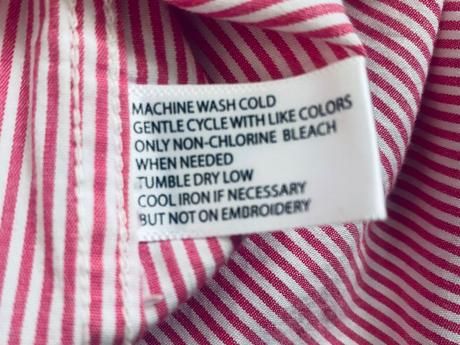 MACHINE WASH COLD
GENTLE CYCLE WITH LIKE COLORS
ONLY NON-CHLORINE BLEACH
WHEN NEEDED
TUMBLE DRY LOW
COOL IRON IF NECESSARY
BUT NOT ON EMBROIDERY